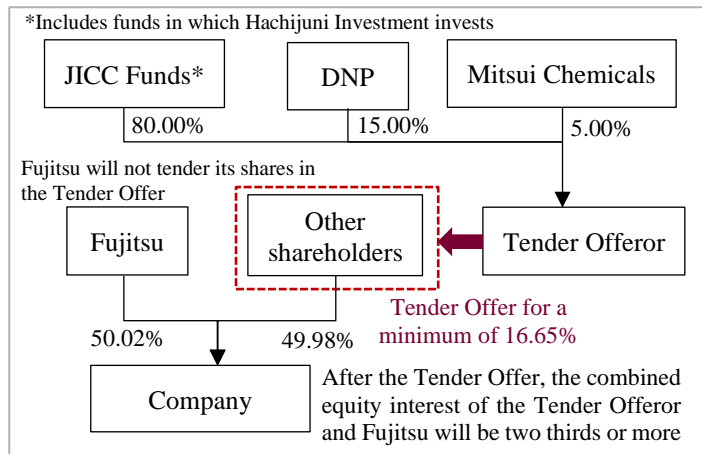 *Includes funds in which Hachijuni Investment invests
JICC Funds*
DNP
Mitsui Chemicals
80.00%
15.00%
5.00%
Fujitsu will not tender its shares in
the Tender Offer
Fujitsu
Other
shareholders
Tender Offeror
50.02%
49.98%
Tender Offer for a
minimum of 16.65%
Company
After the Tender Offer, the combined
equity interest of the Tender Offeror
and Fujitsu will be two thirds or more